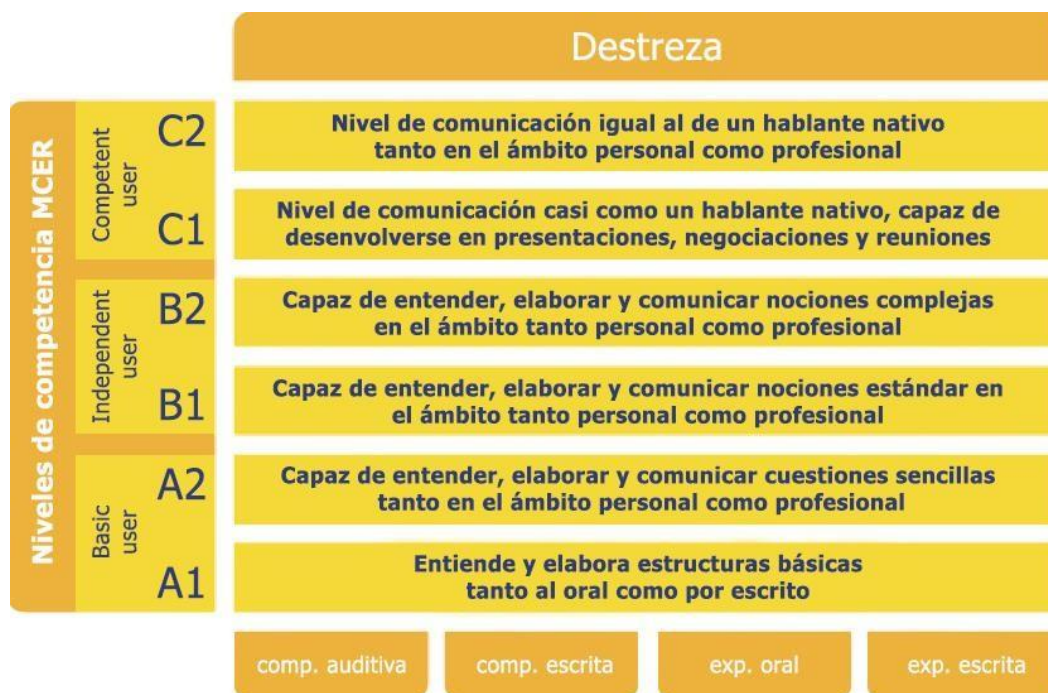 Destreza
Niveles de competencia MCER
Competent
user
C2
Nivel de comunicación igual al de un hablante nativo
tanto en el ámbito personal como profesional
C1
Nivel de comunicación casi como un hablante nativo, capaz de
desenvolverse en presentaciones, negociaciones y reuniones
Independent
user
B2
Capaz de entender, elaborar y comunicar nociones complejas
en el ámbito tanto personal como profesional
B1
Capaz de entender, elaborar y comunicar nociones estándar en
el ámbito tanto personal como profesional
Basic
user
A2
Capaz de entender, elaborar y comunicar cuestiones sencillas
tanto en el ámbito personal como profesional
A1
Entiende y elabora estructuras básicas
tanto al oral como por escrito
comp. auditiva
comp. escrita
exp. oral
exp. escrita